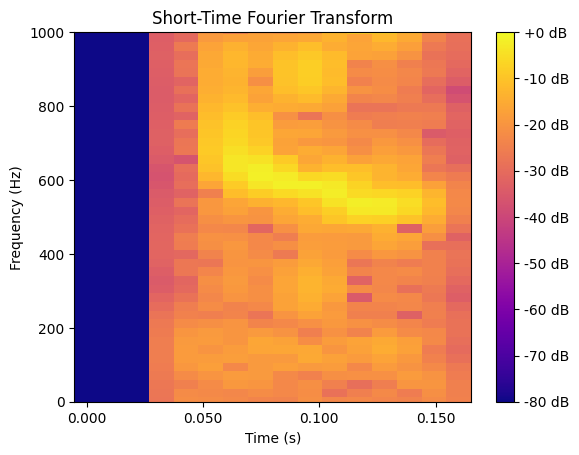 Short-Time Fourier Transform
1000
800
600
400
200
0
Frequency (Hz)
0.000
0.050
0.100
0.150
Time (s)
+0 dB
-10 dB
-20 dB
-30 dB
-40 dB
-50 dB
-60 dB
-70 dB
-80 dB